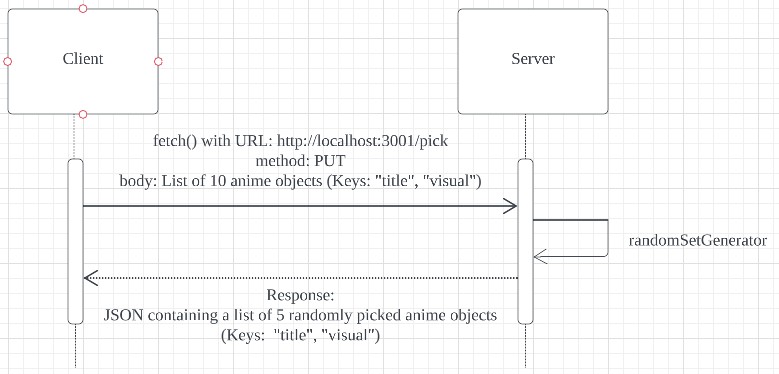 Client
Server
fetch() with URL: http://localhost:3001/pick
method: PUT
body: List of 10 anime objects (Keys: "title", "visual")
randomSetGenerator
Response:
JSON containing a list of 5 randomly picked anime objects
(Keys:  "title", "visual")